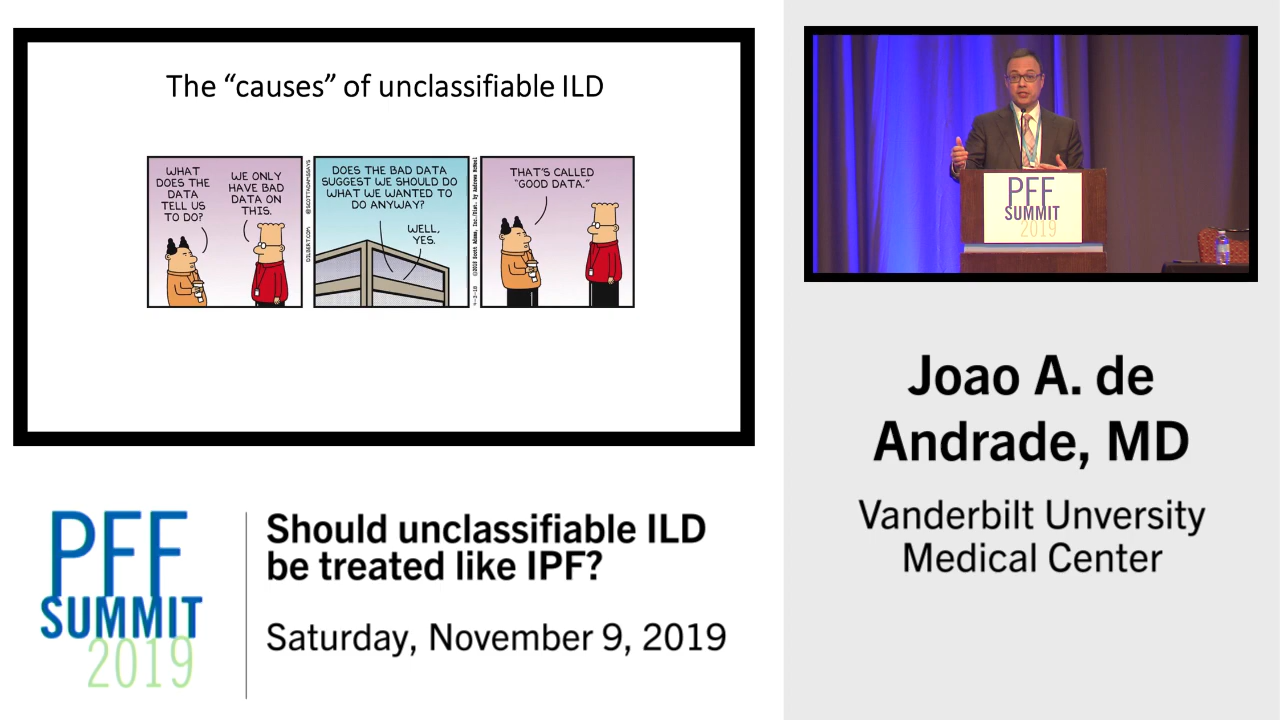 The “causes” of unclassifiable ILD
WHAT
DOES THE
DATA
TELL US
TO DO?
WE ONLY
HAVE BAD
DATA ON
THIS.
DILBERT.COM @SCOTTADAMSSAYS
DOES THE BAD DATA
SUGGEST WE SHOULD DO
WHAT WE WANTED TO
DO ANYWAY?
WELL,
YES.
THAT'S CALLED
"GOOD DATA."
PFF
SUMMIT
2019
Joao A. de
Andrade, MD
Vanderbilt Unversity
Medical Center
PFF
SUMMIT
2019
Should unclassifiable ILD
be treated like IPF?
Saturday, November 9, 2019